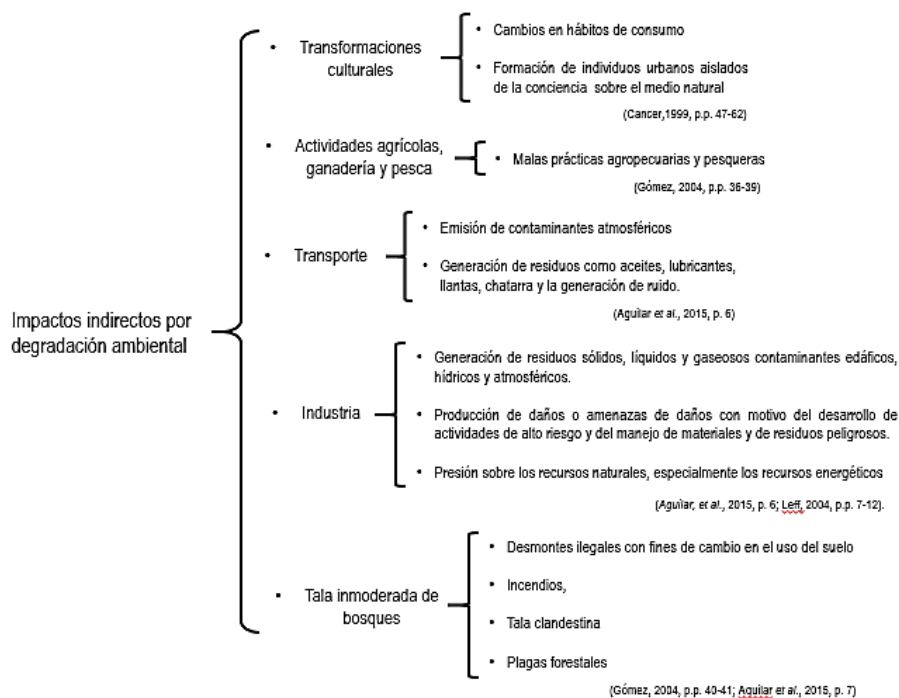 Impactos indirectos por
degradación ambiental
• Transformaciones
culturales
• Cambios en hábitos de consumo
• Formación de individuos urbanos aislados
de la conciencia sobre el medio natural
(Cancer,1999, p.p. 47-62)
• Actividades agrícolas,
ganadería y pesca
• Malas prácticas agropecuarias y pesqueras
(Gómez, 2004, p.p. 36-39)
• Transporte
• Emisión de contaminantes atmosféricos
• Generación de residuos como aceites, lubricantes,
llantas, chatarra y la generación de ruido.
(Aguilar et al., 2015, p. 6)
• Industria
• Generación de residuos sólidos, líquidos y gaseosos contaminantes edáficos,
hídricos y atmosféricos.
• Producción de daños o amenazas de daños con motivo del desarrollo de
actividades de alto riesgo y del manejo de materiales y de residuos peligrosos.
• Presión sobre los recursos naturales, especialmente los recursos energéticos
(Aguilar, et al., 2015, p. 6; Leff, 2004, p.p. 7-12).
• Tala inmoderada de
bosques
• Desmontes ilegales con fines de cambio en el uso del suelo
• Incendios,
• Tala clandestina
• Plagas forestales
(Gómez, 2004, p.p. 40-41; Aguilar et al., 2015, p. 7)